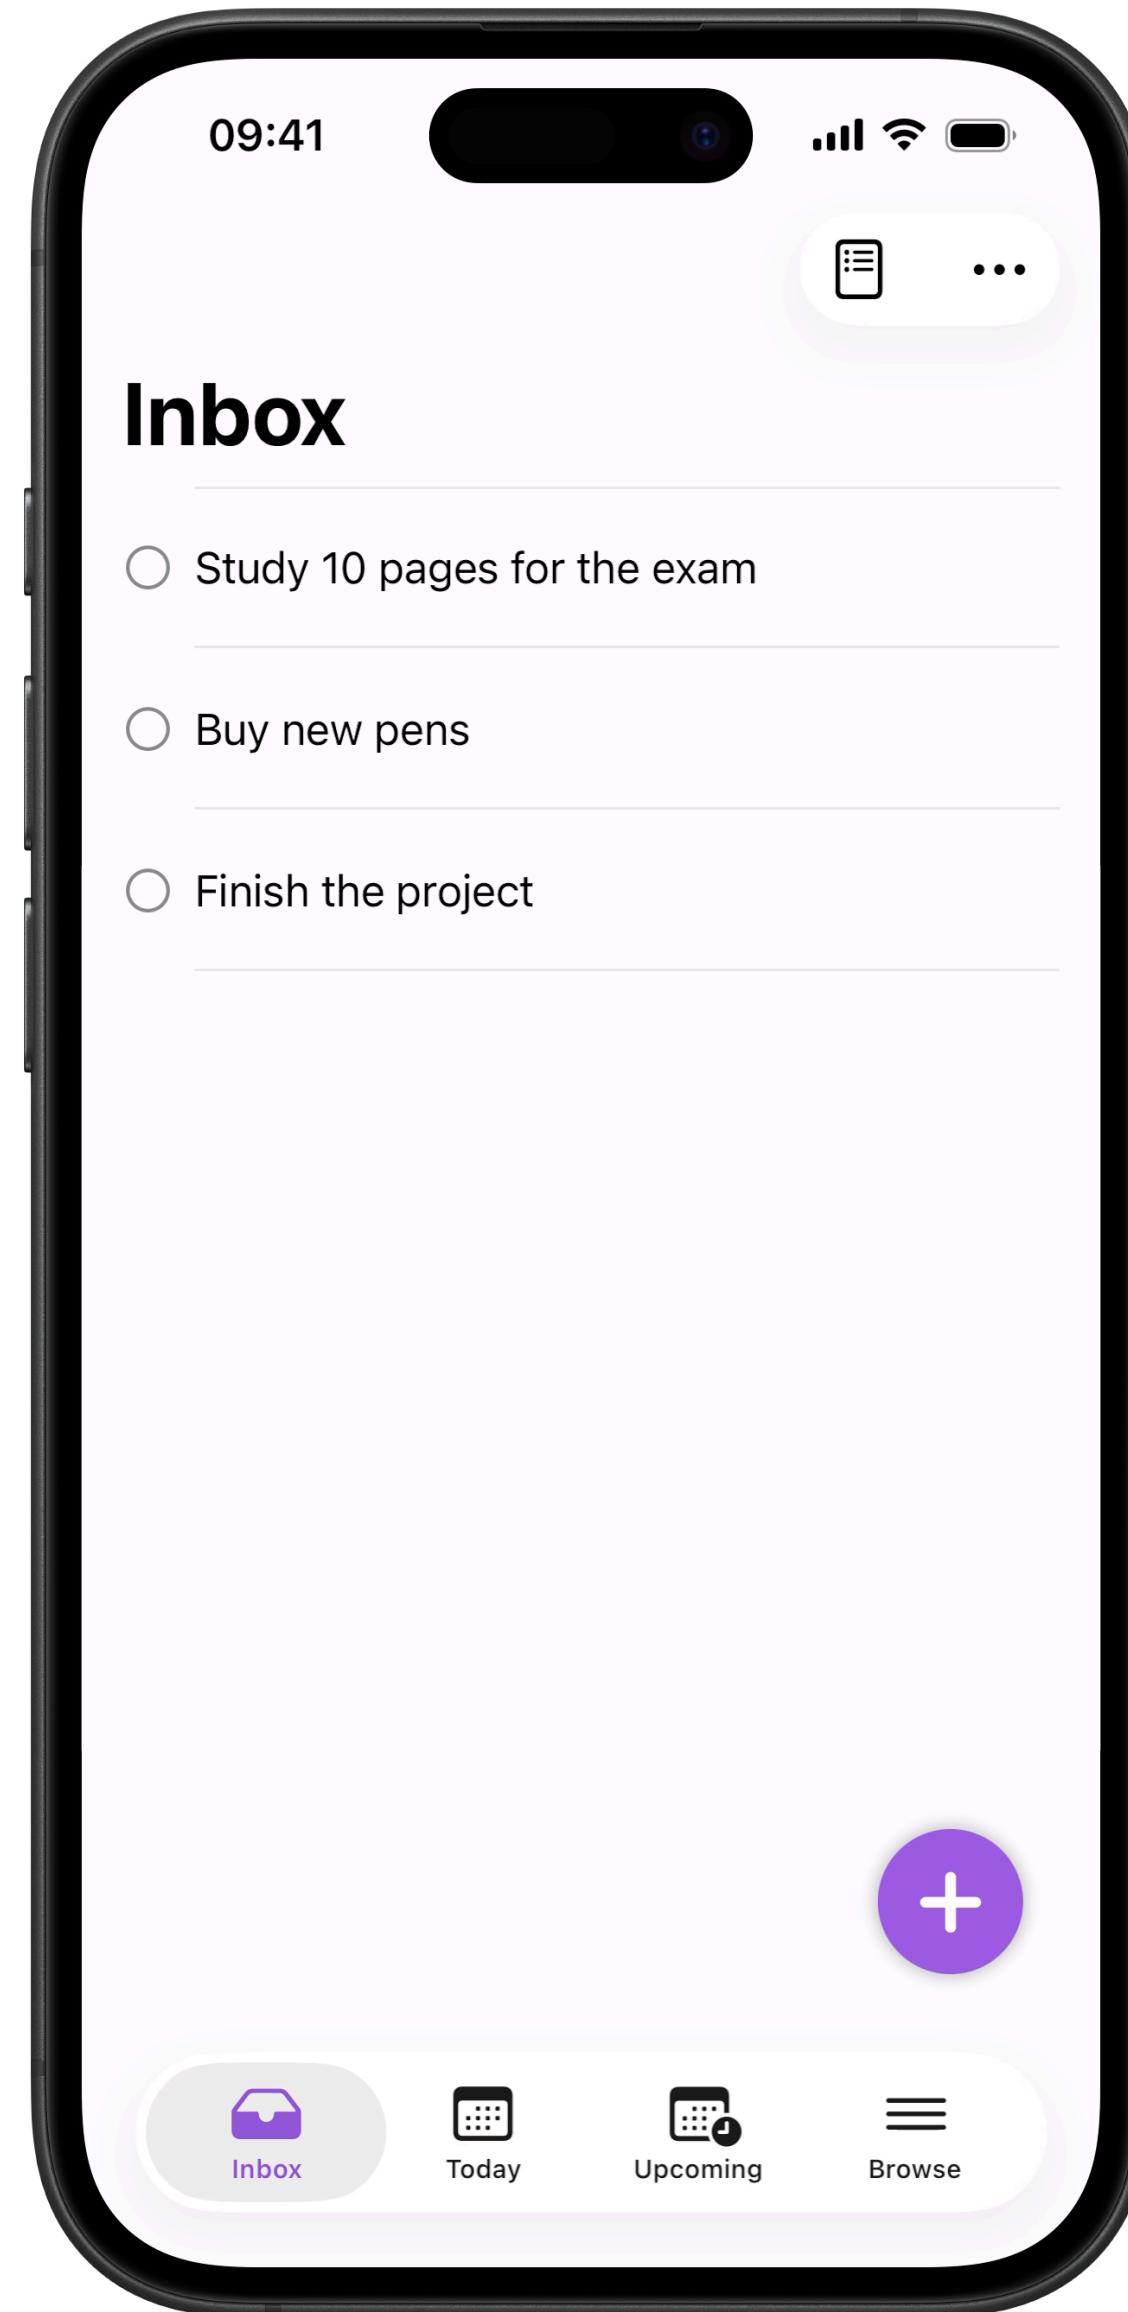 09:41
Inbox
Study 10 pages for the exam
Buy new pens
Finish the project
Inbox
Today
Upcoming
Browse